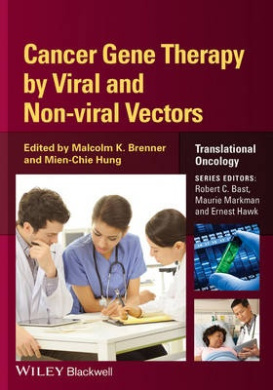 Cancer Gene Therapy
by Viral and
Non-viral Vectors
Edited by Malcolm K. Brenner
and Mien-Chie Hung
Translational
Oncology
SERIES EDITORS:
Robert C. Bast,
Maurie Markman
and Ernest Hawk
WILEY Blackwell